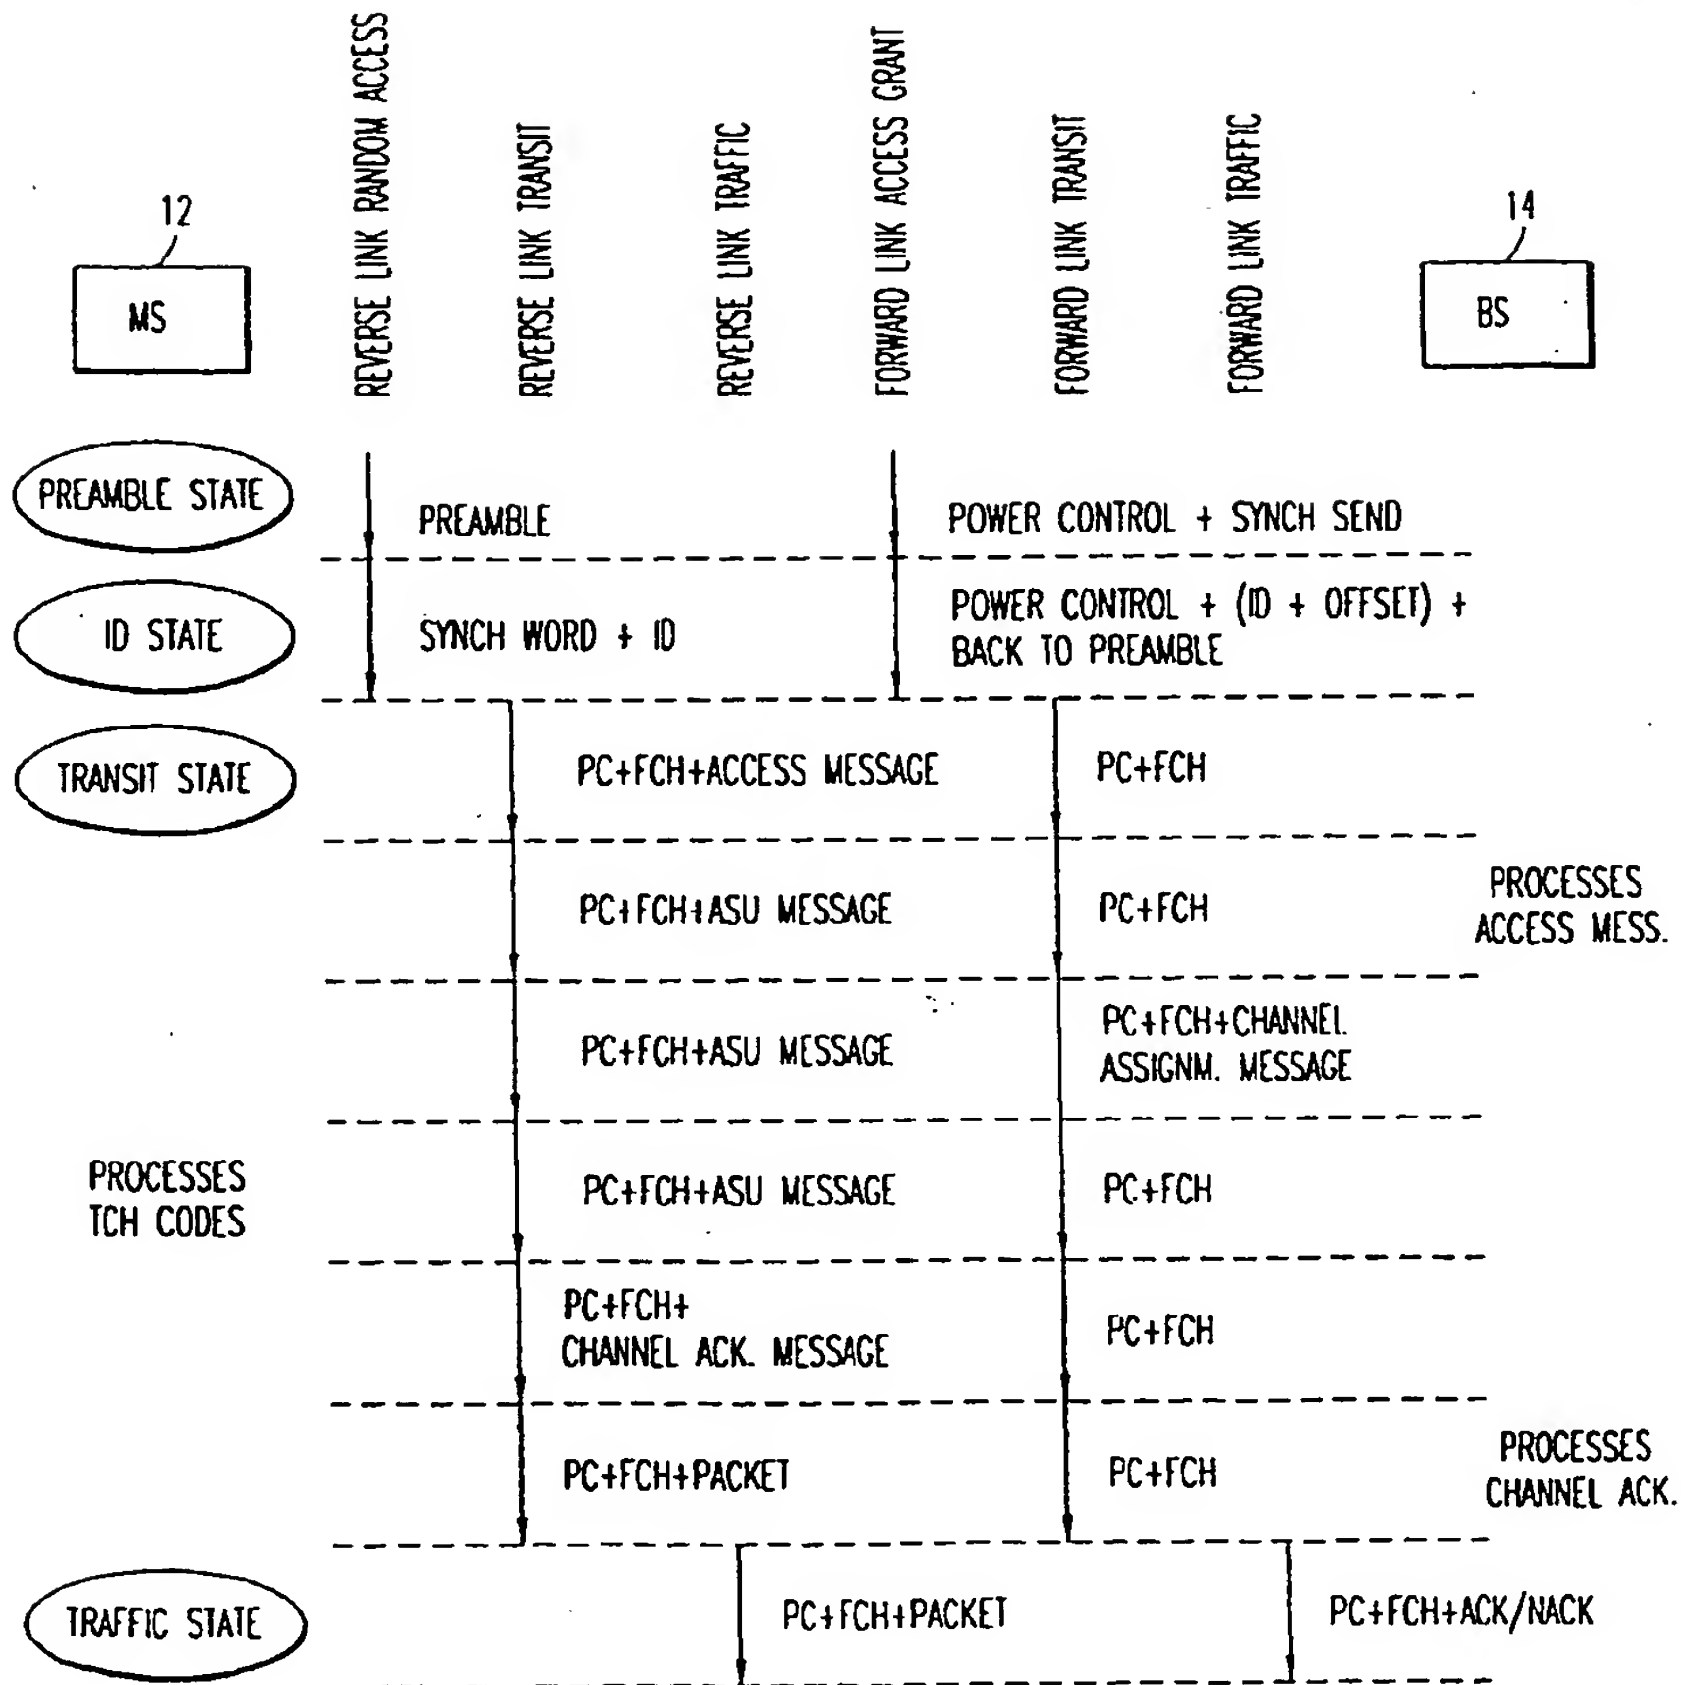 REVERSE LINK RANDOM ACCESS
REVERSE LINK TRANSIT
REVERSE LINK TRAFFIC
FORWARD LINK ACCESS GRANT
FORWARD LINK TRANSIT
FORWARD LINK TRAFFIC
12
MS
14
BS
PREAMBLE STATE
PREAMBLE
POWER CONTROL + SYNCH SEND
ID STATE
SYNCH WORD + ID
POWER CONTROL + (ID + OFFSET) +
BACK TO PREAMBLE
TRANSIT STATE
PC+FCH+ACCESS MESSAGE
PC+FCH
PC+FCH+ASU MESSAGE
PC+FCH
PROCESSES
ACCESS MESS.
PC+FCH+ASU MESSAGE
PC+FCH+CHANNEL
ASSIGNM. MESSAGE
PROCESSES
TCH CODES
PC+FCH+ASU MESSAGE
PC+FCH
PC+FCH+
CHANNEL ACK. MESSAGE
PC+FCH
PC+FCH+PACKET
PC+FCH
PROCESSES
CHANNEL ACK.
TRAFFIC STATE
PC+FCH+PACKET
PC+FCH+ACK/NACK